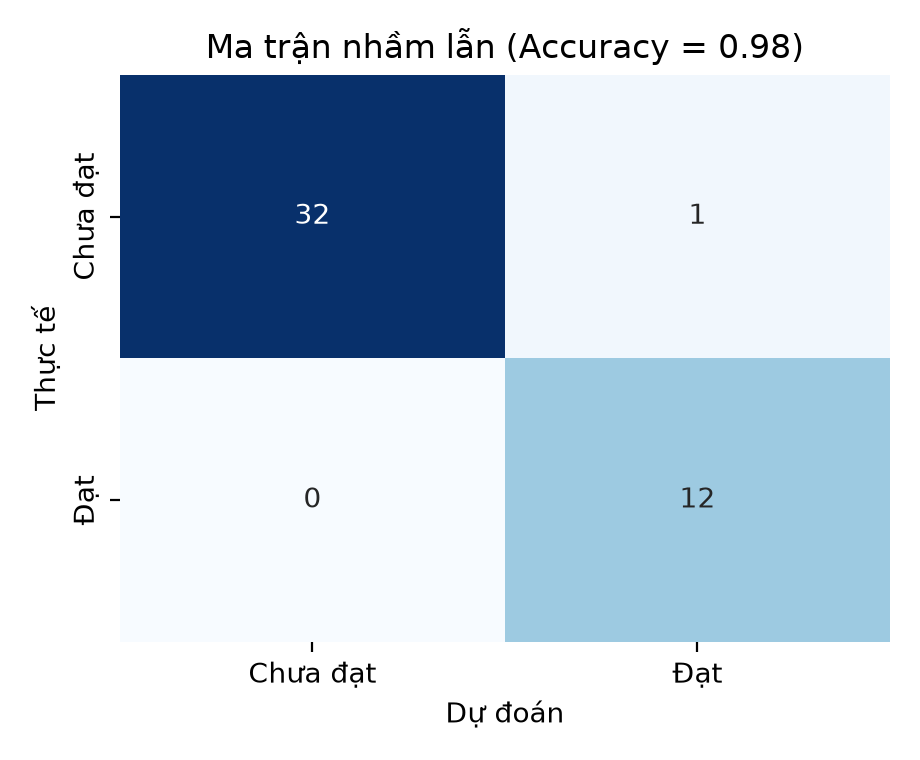 Ma trận nhầm lẫn (Accuracy = 0.98)
Thực tế
Chưa đạt
32
1
Đạt
0
12
Chưa đạt
Đạt
Dự đoán